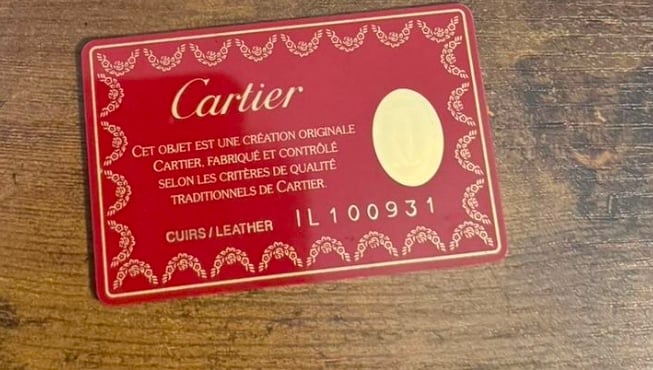 Cartier
CET OBJET EST UNE CRÉATION ORIGINALE
CARTIER, FABRIQUÉ ET CONTRÔLÉ
SELON LES CRITÈRES DE QUALITÉ
TRADITIONNELS DE CARTIER.
CUIRS/LEATHER IL100931